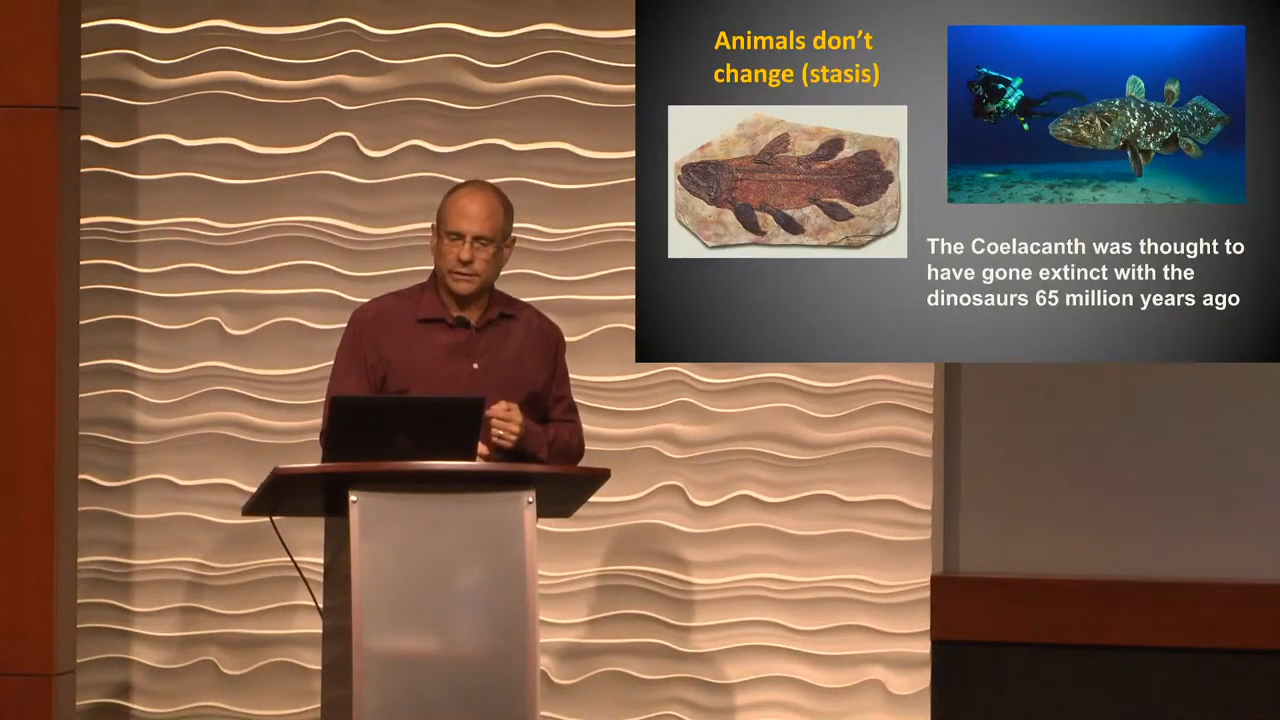 Animals don’t
change (stasis)
The Coelacanth was thought to
have gone extinct with the
dinosaurs 65 million years ago